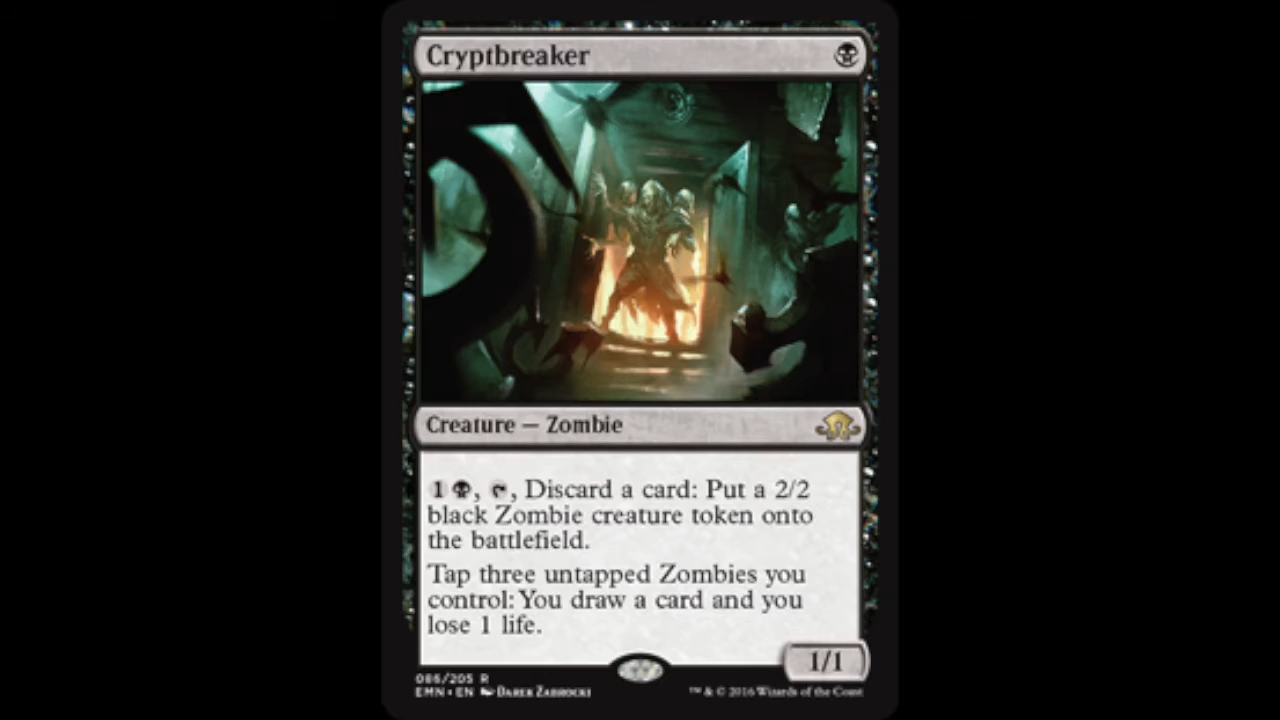 Cryptbreaker
Creature — Zombie
1, , Discard a card: Put a 2/2
black Zombie creature token onto
the battlefield.
Tap three untapped Zombies you
control: You draw a card and you
lose 1 life.
1/1
086/205 R
EMN • EN Darek Zabrocki
™ & © 2016 Wizards of the Coast